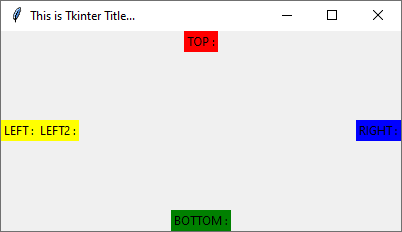 This is Tkinter Title...
TOP :
LEFT : LEFT2 : RIGHT :
BOTTOM :